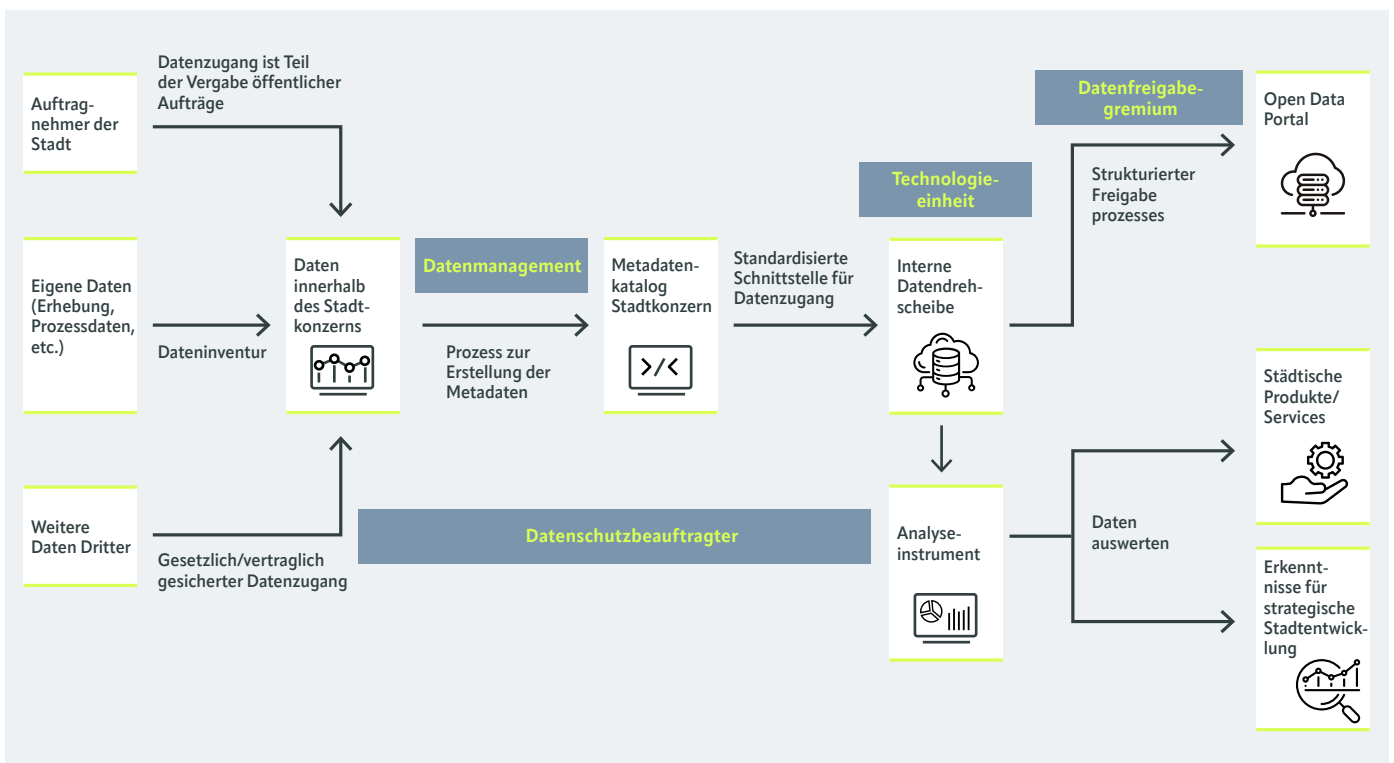 Datenzugang ist Teil
der Vergabe öffentlicher
Aufträge
Auftrag-
nehmer der
Stadt
Datenfreigabe-
gremium
Open Data
Portal
Technologie-
einheit
Strukturierter
Freigabe
prozesses
Eigene Daten
(Erhebung,
Prozessdaten,
etc.)
Dateninventur
Daten
innerhalb
des Stadt-
konzerns
Datenmanagement
Prozess zur
Erstellung der
Metadaten
Metadaten-
katalog
Stadtkonzern
Standardisierte
Schnittstelle für
Datenzugang
Interne
Datendreh-
scheibe
Städtische
Produkte/
Services
Weitere
Daten Dritter
Gesetzlich/vertraglich
gesicherter Datenzugang
Datenschutzbeauftragter
Analyse-
instrument
Daten
auswerten
Erkennt-
nisse für
strategische
Stadtentwick-
lung